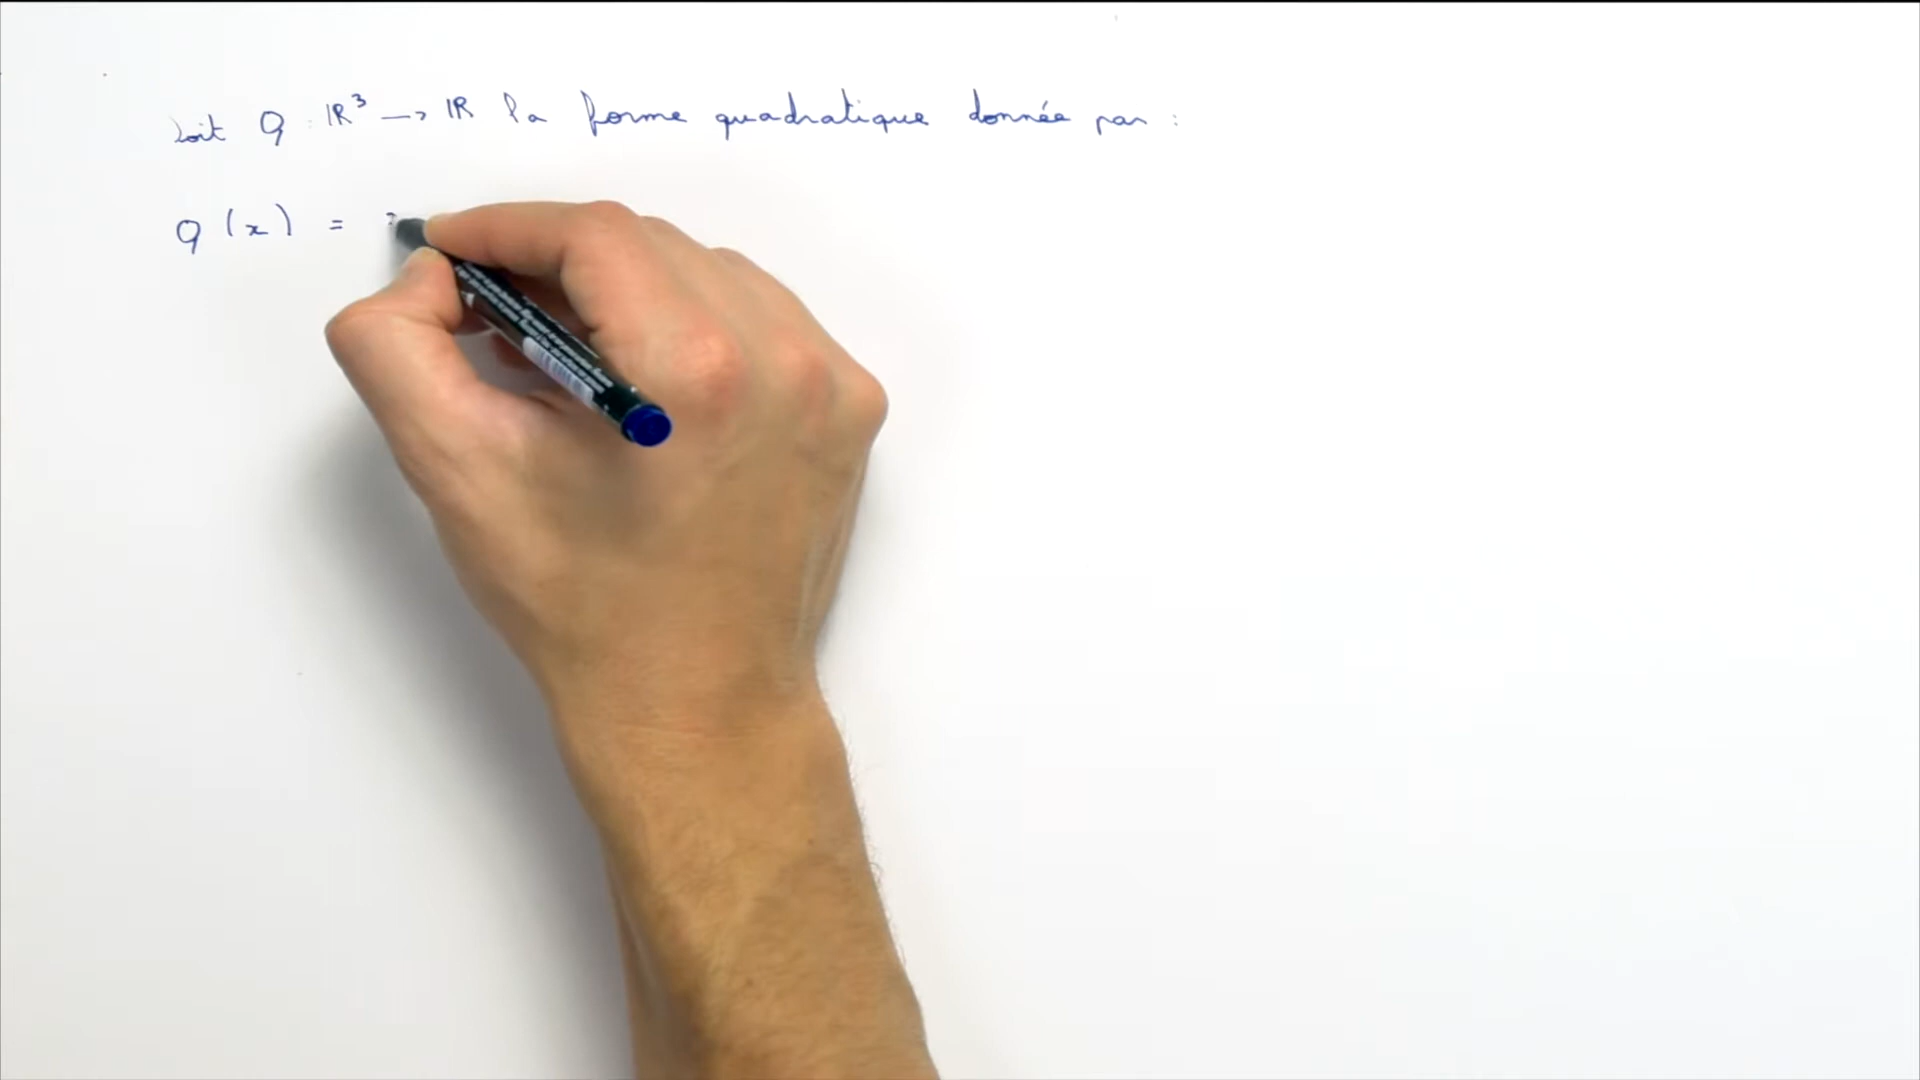 Soit q : ℝ³ → ℝ la forme quadratique donnée par :
q (x) =